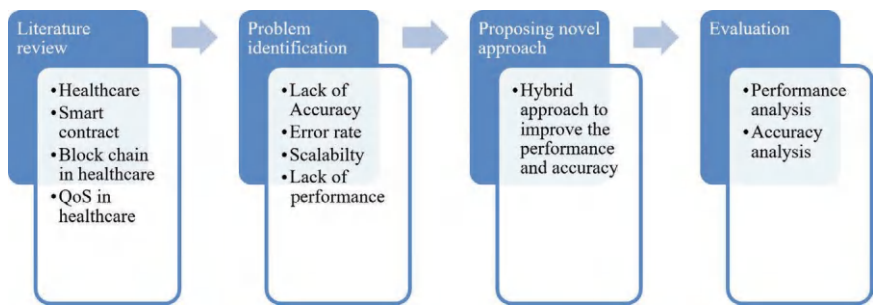 Literature
review
•Healthcare
•Smart
contract
•Block chain
in healthcare
•QoS in
healthcare
Problem
identification
•Lack of
Accuracy
•Error rate
•Scalabilty
•Lack of
performance
Proposing novel
approach
•Hybrid
approach to
improve the
performance
and accuracy
Evaluation
•Performance
analysis
•Accuracy
analysis